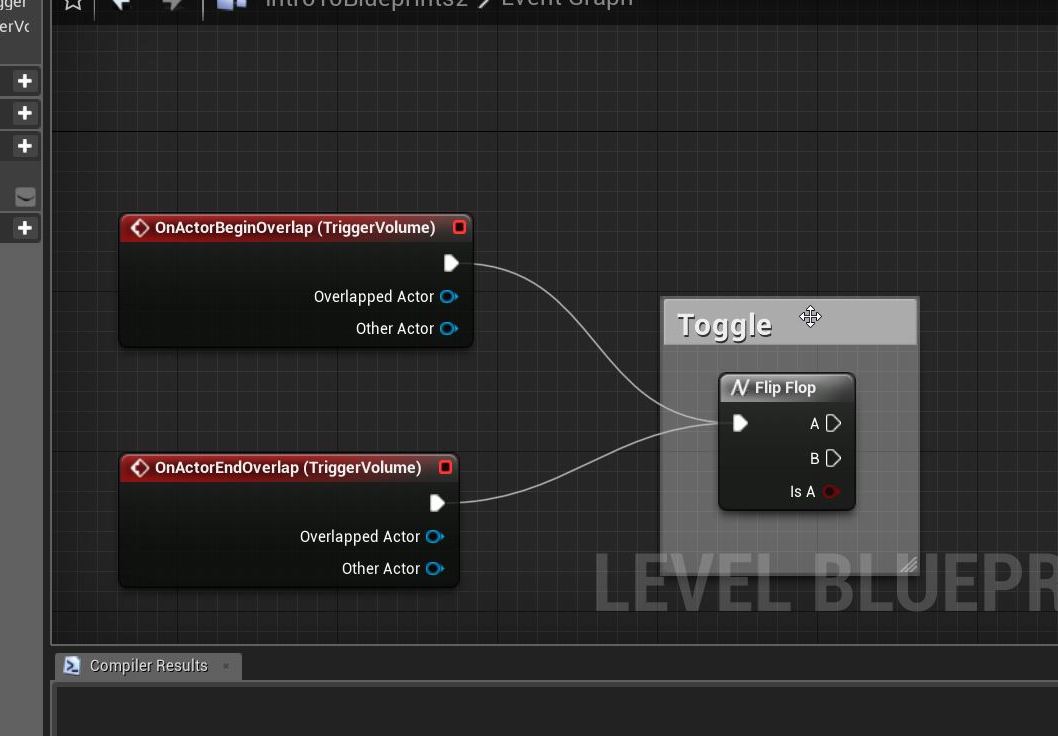 gger
IntroToBlueprints2 > Event Graph
erVo
OnActorBeginOverlap (TriggerVolume)
Overlapped Actor
Other Actor
Toggle
Flip Flop
A
B
Is A
OnActorEndOverlap (TriggerVolume)
Overlapped Actor
Other Actor
LEVEL BLUEPR
Compiler Results